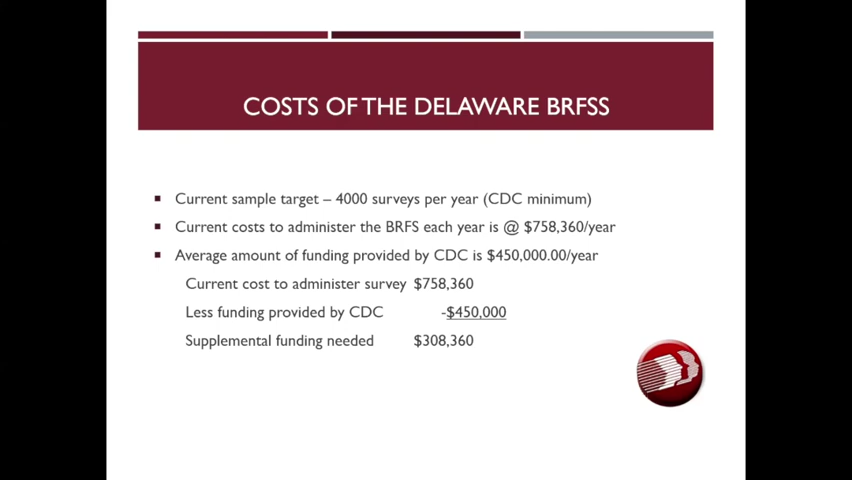 COSTS OF THE DELAWARE BRFSS
▪ Current sample target – 4000 surveys per year (CDC minimum)
▪ Current costs to administer the BRFS each year is @ $758,360/year
▪ Average amount of funding provided by CDC is $450,000.00/year
Current cost to administer survey $758,360
Less funding provided by CDC -$450,000
Supplemental funding needed $308,360